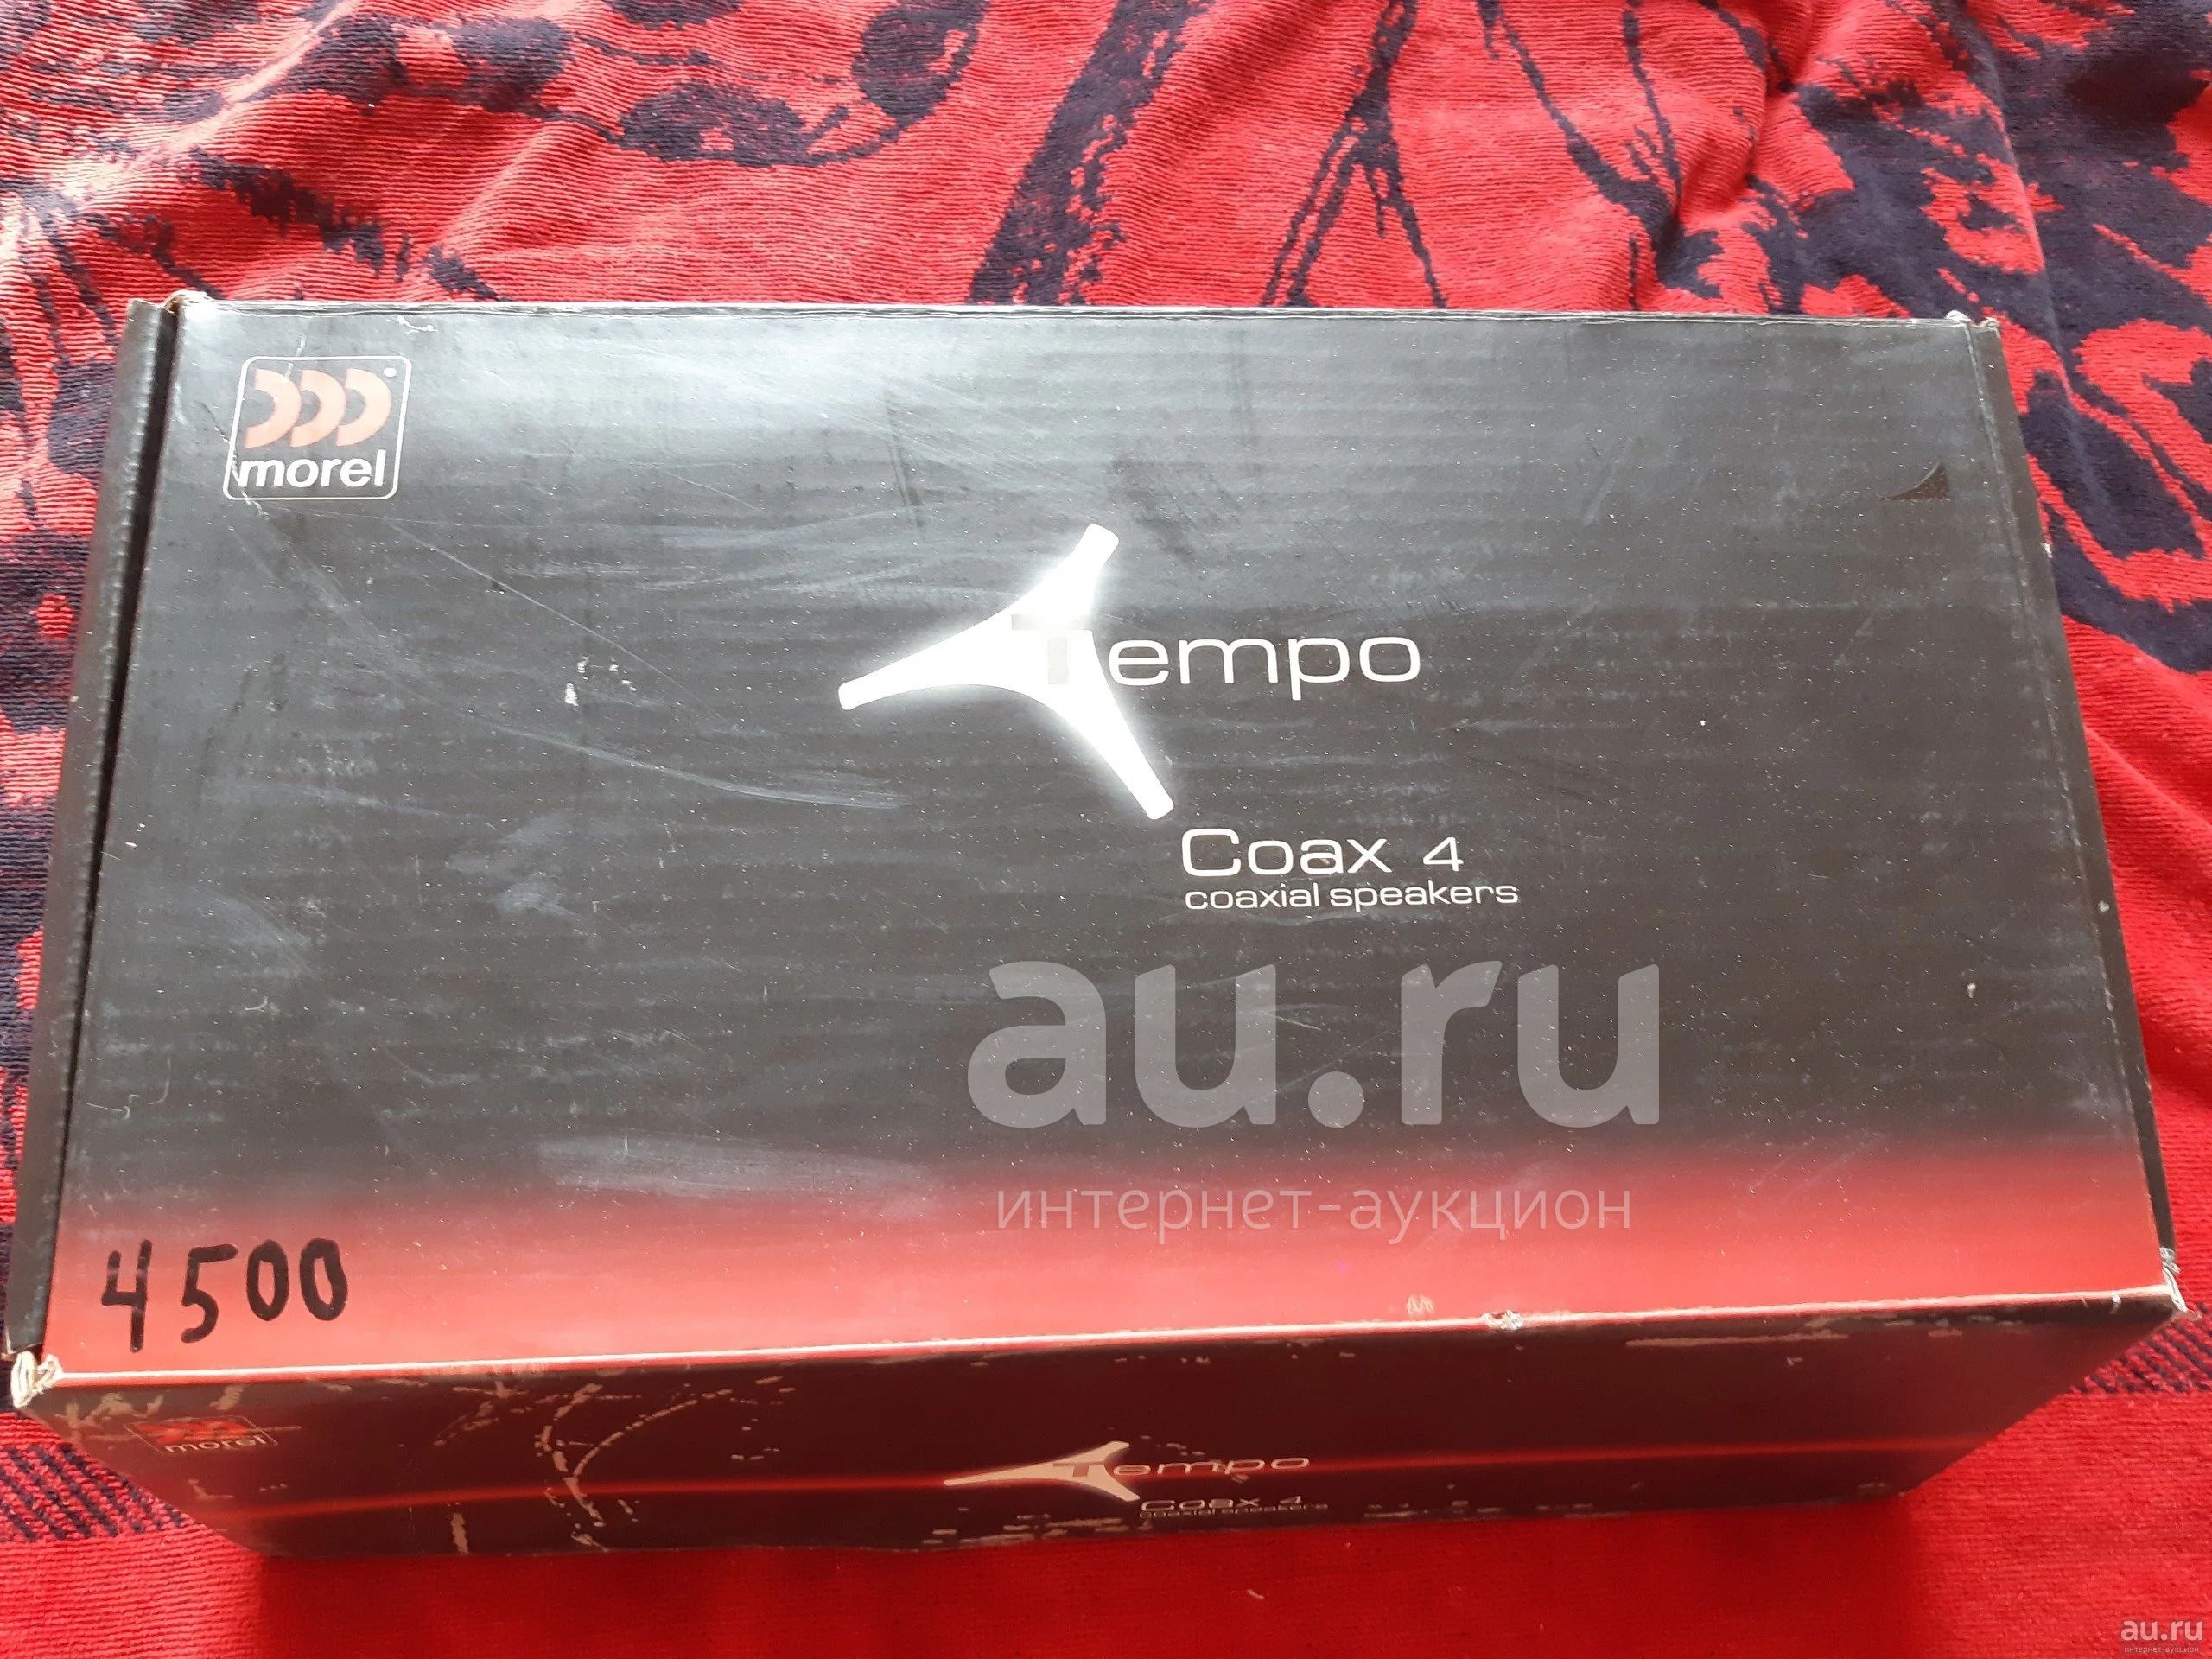 morel
Tempo
Coax 4
coaxial speakers
au.ru
интернет-аукцион
4500
morel
Tempo
Coax 4
coaxial speakers
au.ru
интернет-аукцион